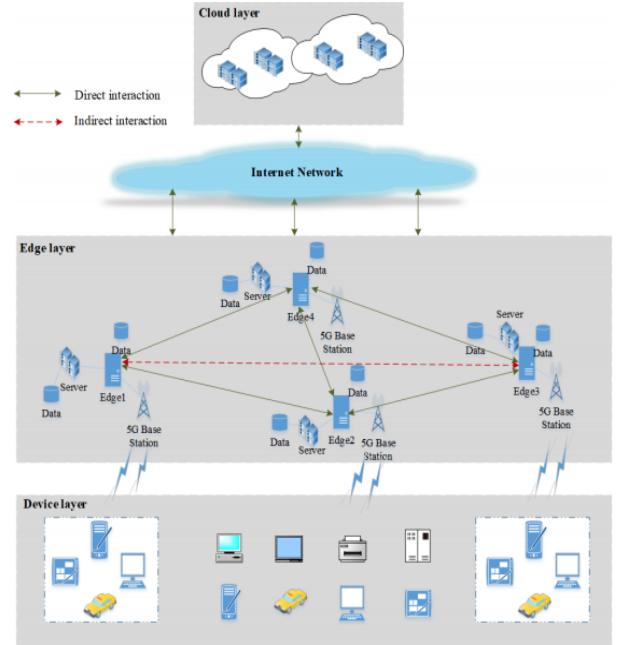 Cloud layer
Direct interaction
Indirect interaction
Internet Network
Edge layer
Data
Data
Server
Edge4
5G Base
Station
Data
Server
Data
Edge1
5G Base
Station
Server
Data
Data
Edge3
5G Base
Station
Data
Data
Edge2
Server
5G Base
Station
Device layer